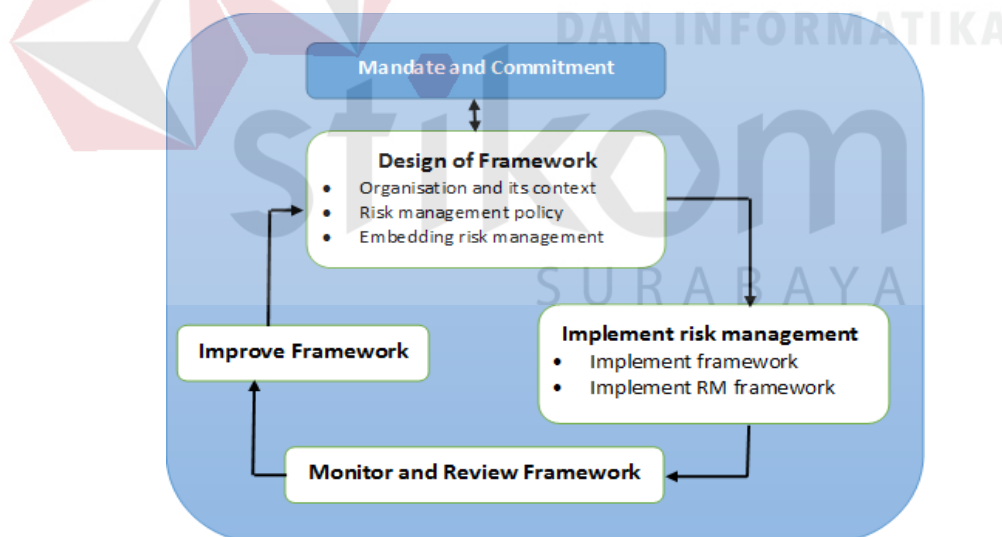 DAN INFORMATIKA
Mandate and Commitment
stikom
Design of Framework
• Organisation and its context
• Risk management policy
• Embedding risk management
SURABAYA
Implement risk management
• Implement framework
• Implement RM framework
Improve Framework
Monitor and Review Framework